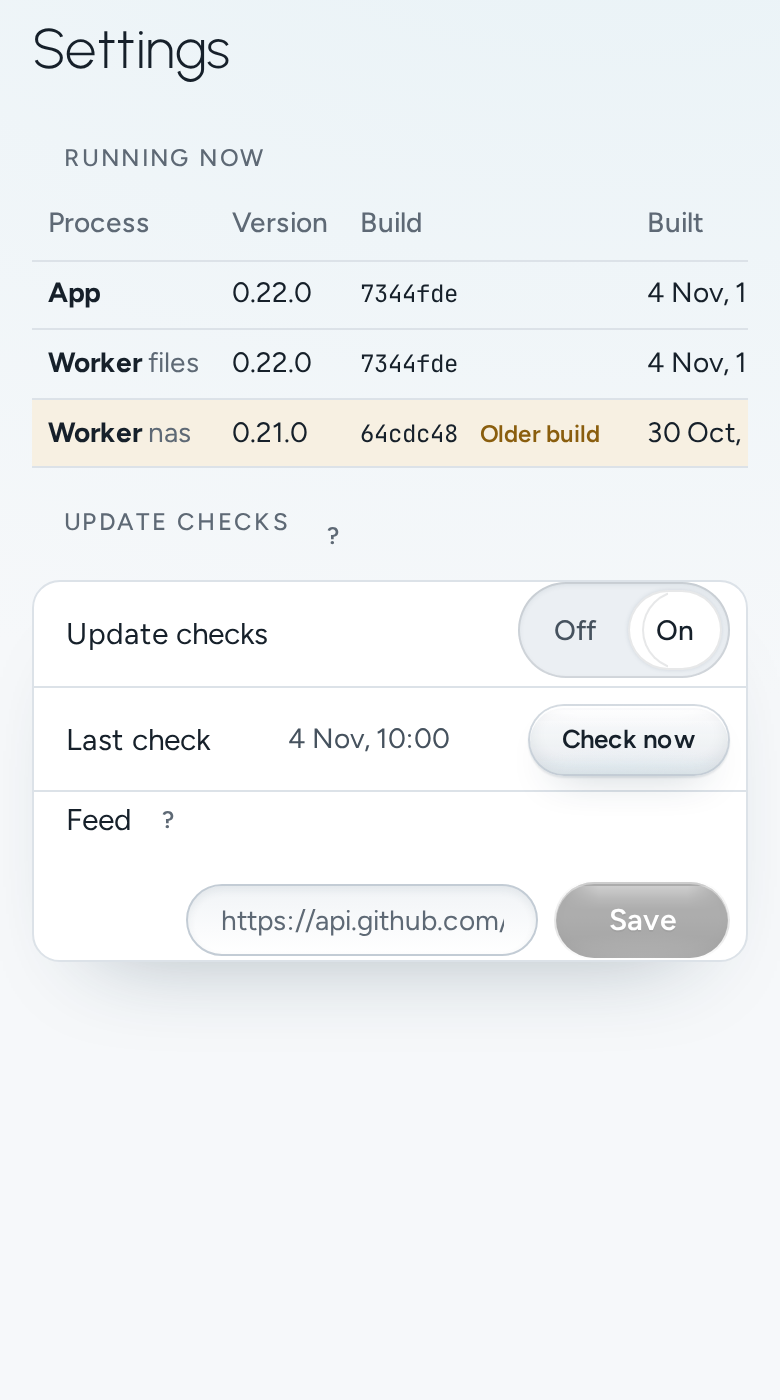 Settings
RUNNING NOW
Process Version Build Built
App 0.22.0 7344fde 4 Nov, 1
Worker files 0.22.0 7344fde 4 Nov, 1
Worker nas 0.21.0 64cdc48 Older build 30 Oct,
UPDATE CHECKS ?
Update checks Off On
Last check 4 Nov, 10:00 Check now
Feed ?
https://api.github.com/ Save